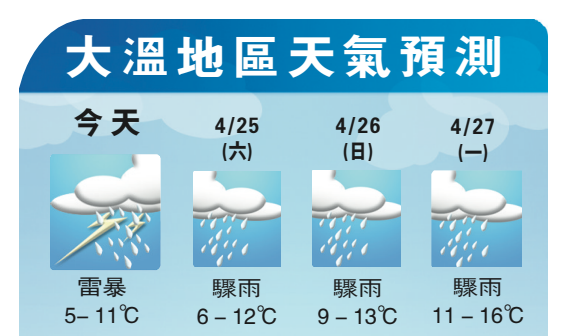 大溫地區天氣預測
今天 4/25 4/26 4/27
(六) (日) (一)
雷暴 驟雨 驟雨 驟雨
5–11℃ 6–12℃ 9–13℃ 11–16℃